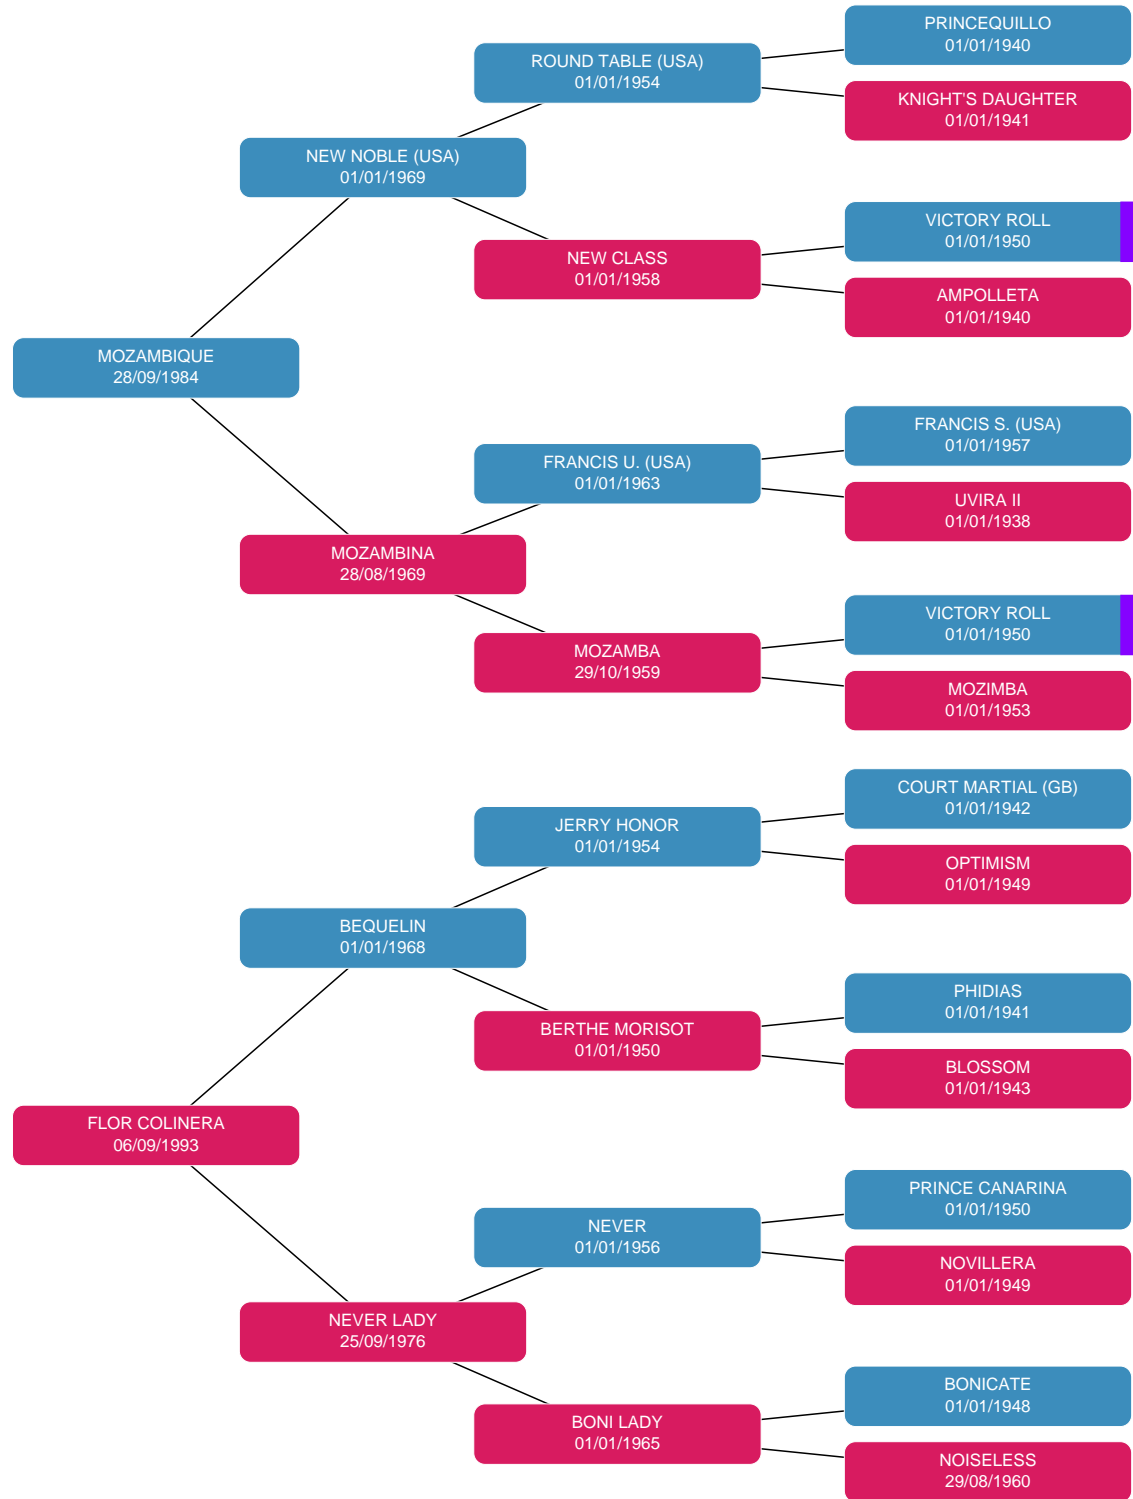 PRINCEQUILLO
01/01/1940
ROUND TABLE (USA)
01/01/1954
KNIGHT'S DAUGHTER
01/01/1941
NEW NOBLE (USA)
01/01/1969
VICTORY ROLL
01/01/1950
NEW CLASS
01/01/1958
AMPOLLETA
01/01/1940
MOZAMBIQUE
28/09/1984
FRANCIS S. (USA)
01/01/1957
FRANCIS U. (USA)
01/01/1963
UVIRA II
01/01/1938
MOZAMBINA
28/08/1969
VICTORY ROLL
01/01/1950
MOZAMBA
29/10/1959
MOZIMBA
01/01/1953
COURT MARTIAL (GB)
01/01/1942
JERRY HONOR
01/01/1954
OPTIMISM
01/01/1949
BEQUELIN
01/01/1968
PHIDIAS
01/01/1941
BERTHE MORISOT
01/01/1950
BLOSSOM
01/01/1943
FLOR COLINERA
06/09/1993
PRINCE CANARINA
01/01/1950
NEVER
01/01/1956
NOVILLERA
01/01/1949
NEVER LADY
25/09/1976
BONICATE
01/01/1948
BONI LADY
01/01/1965
NOISELESS
29/08/1960